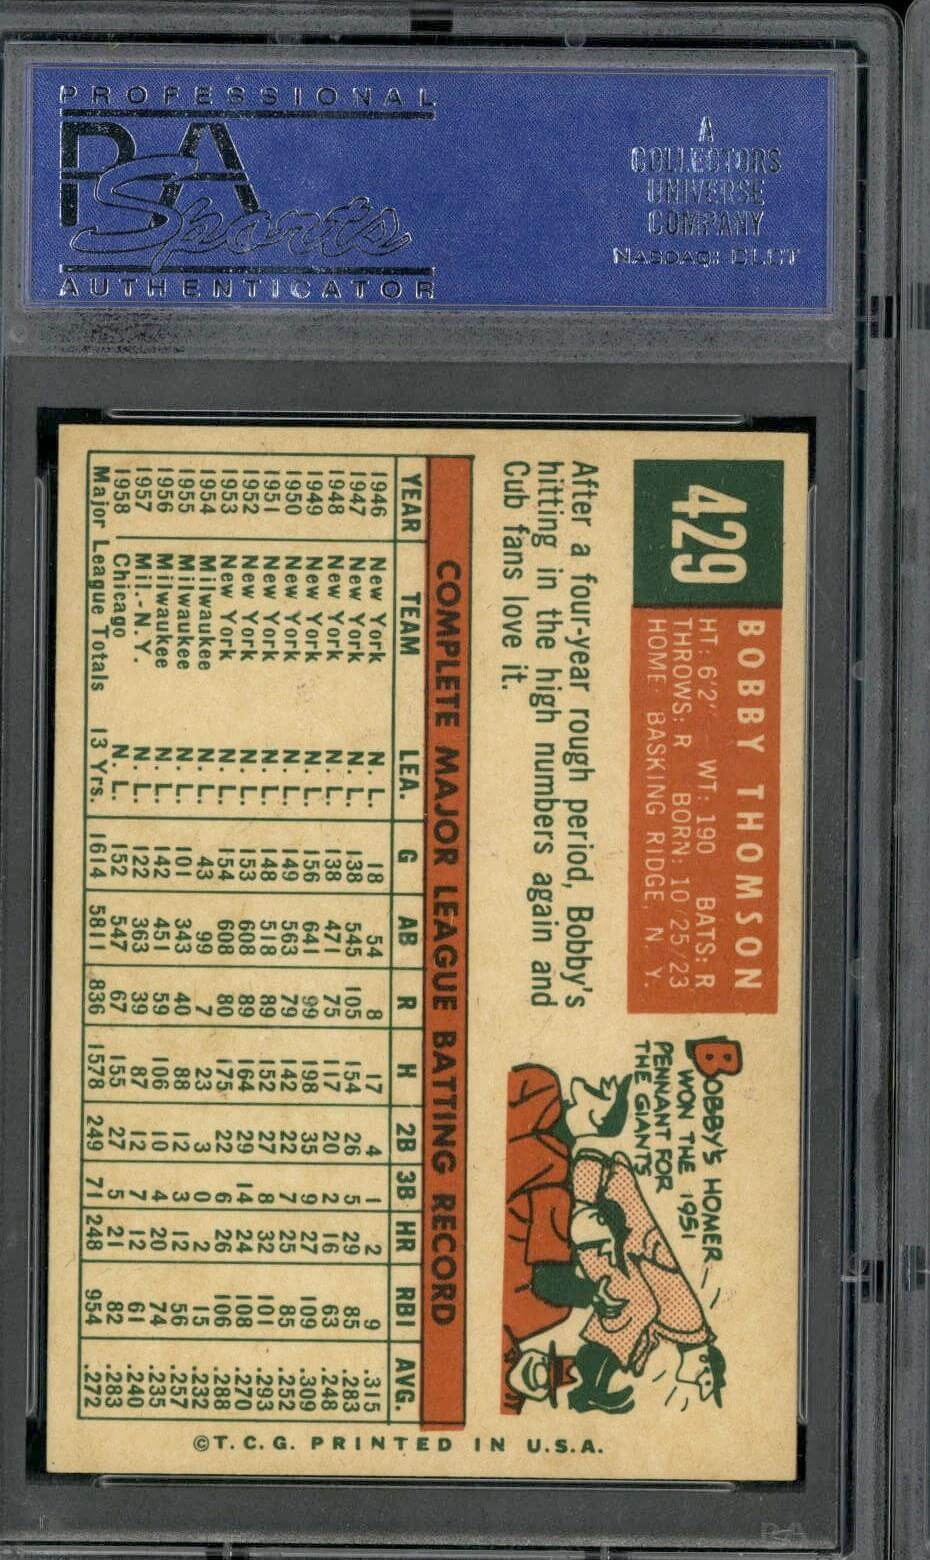 PROFESSIONAL
PSA
Sports
AUTHENTICATOR
A
COLLECTORS
UNIVERSE
COMPANY
NASDAQ: CLCT
429
BOBBY THOMSON
HT: 6'2" WT: 190 BATS: R
THROWS: R BORN: 10/25/23
HOME: BASKING RIDGE, N. Y.
After a four-year rough period, Bobby's
hitting in the high numbers again and
Cub fans love it.
BOBBY'S HOMER
WON THE 1951
PENNANT FOR
THE GIANTS
COMPLETE MAJOR LEAGUE BATTING RECORD
YEAR TEAM LEA. G AB R H 2B 3B HR RBI AVG.
1946 New York N. L. 18 54 8 17 4 1 2 9 .315
1947 New York N. L. 138 545 105 154 26 5 29 85 .283
1948 New York N. L. 138 471 75 117 20 2 16 63 .248
1949 New York N. L. 156 641 99 198 35 9 27 109 .309
1950 New York N. L. 149 563 79 142 22 7 25 85 .252
1951 New York N. L. 148 518 89 152 27 8 32 101 .293
1952 New York N. L. 153 608 89 164 29 14 24 108 .270
1953 New York N. L. 154 608 80 175 22 6 26 106 .288
1954 Milwaukee N. L. 43 99 7 23 3 0 2 15 .232
1955 Milwaukee N. L. 101 343 40 88 12 3 12 56 .257
1956 Milwaukee N. L. 142 451 59 106 10 4 20 74 .235
1957 Mil.-N.Y. N. L. 122 363 39 87 12 7 12 61 .240
1958 Chicago N. L. 152 547 67 155 27 5 21 82 .283
Major League Totals 13 Yrs. 1614 5811 836 1578 249 71 248 954 .272
©T. C. G. PRINTED IN U.S.A.
PSA